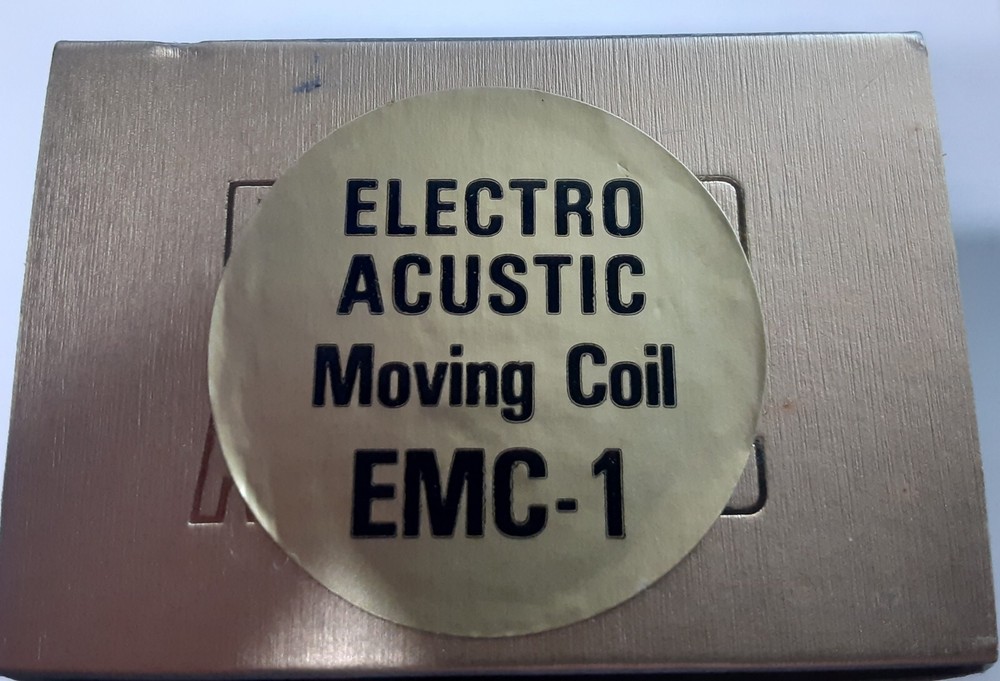 ELECTRO
ACUSTIC
Moving Coil
EMC-1